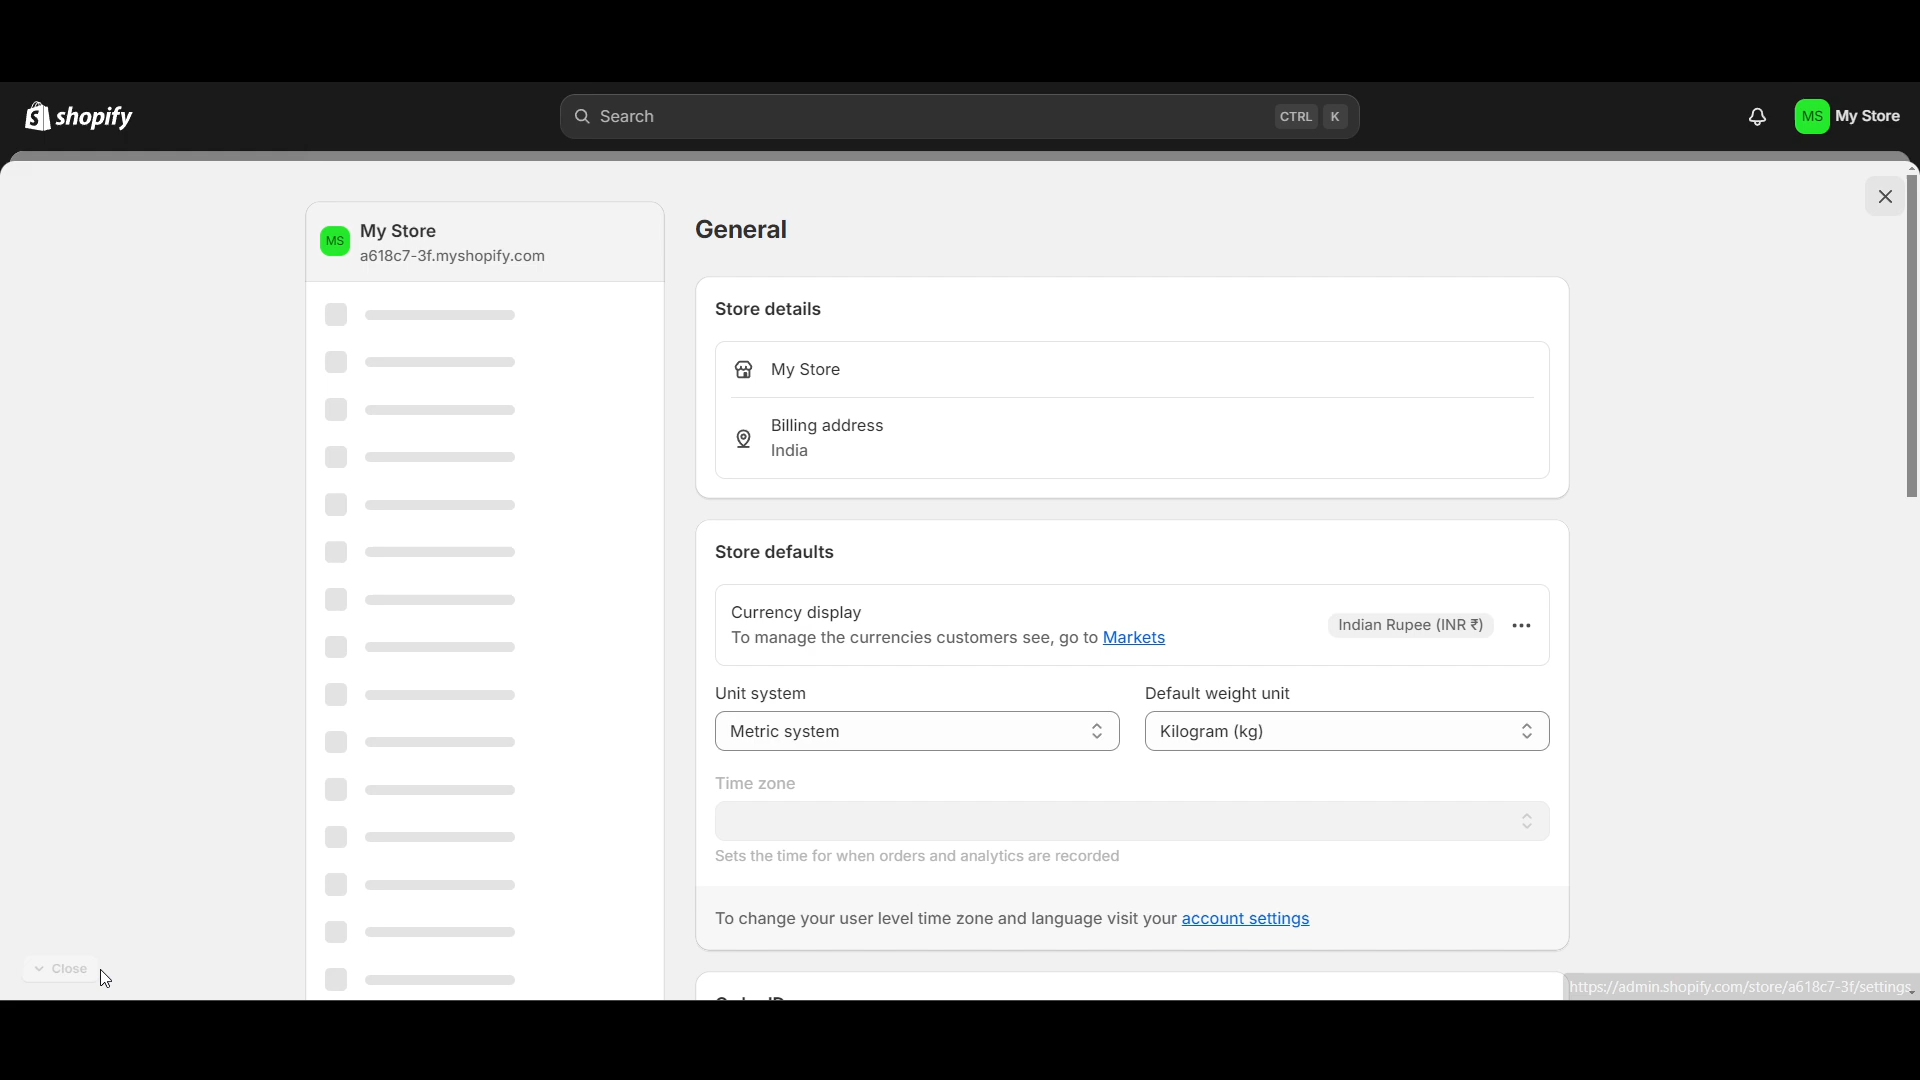 shopify
Search
CTRL K
MS My Store
MS
My Store
a618c7-3f.myshopify.com
General
Store details
My Store
Billing address
India
Store defaults
Currency display
To manage the currencies customers see, go to Markets
Indian Rupee (INR ₹)
Unit system
Default weight unit
Metric system
Kilogram (kg)
Time zone
Sets the time for when orders and analytics are recorded
To change your user level time zone and language visit your account settings
Close
https://admin.shopify.com/store/a618c7-3f/settings